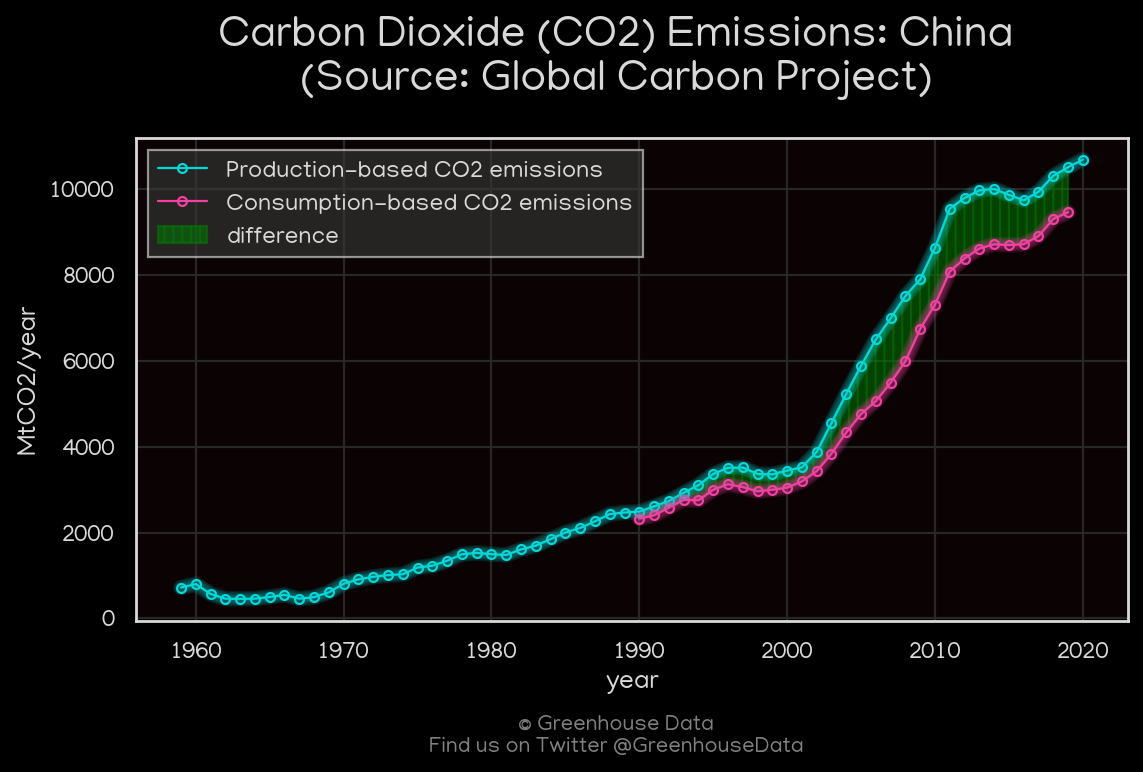 Carbon Dioxide (CO2) Emissions: China
(Source: Global Carbon Project)
Production-based CO2 emissions
Consumption-based CO2 emissions
difference
MtCO2/year
10000
8000
6000
4000
2000
0
1960 1970 1980 1990 2000 2010 2020
year
© Greenhouse Data
Find us on Twitter @GreenhouseData